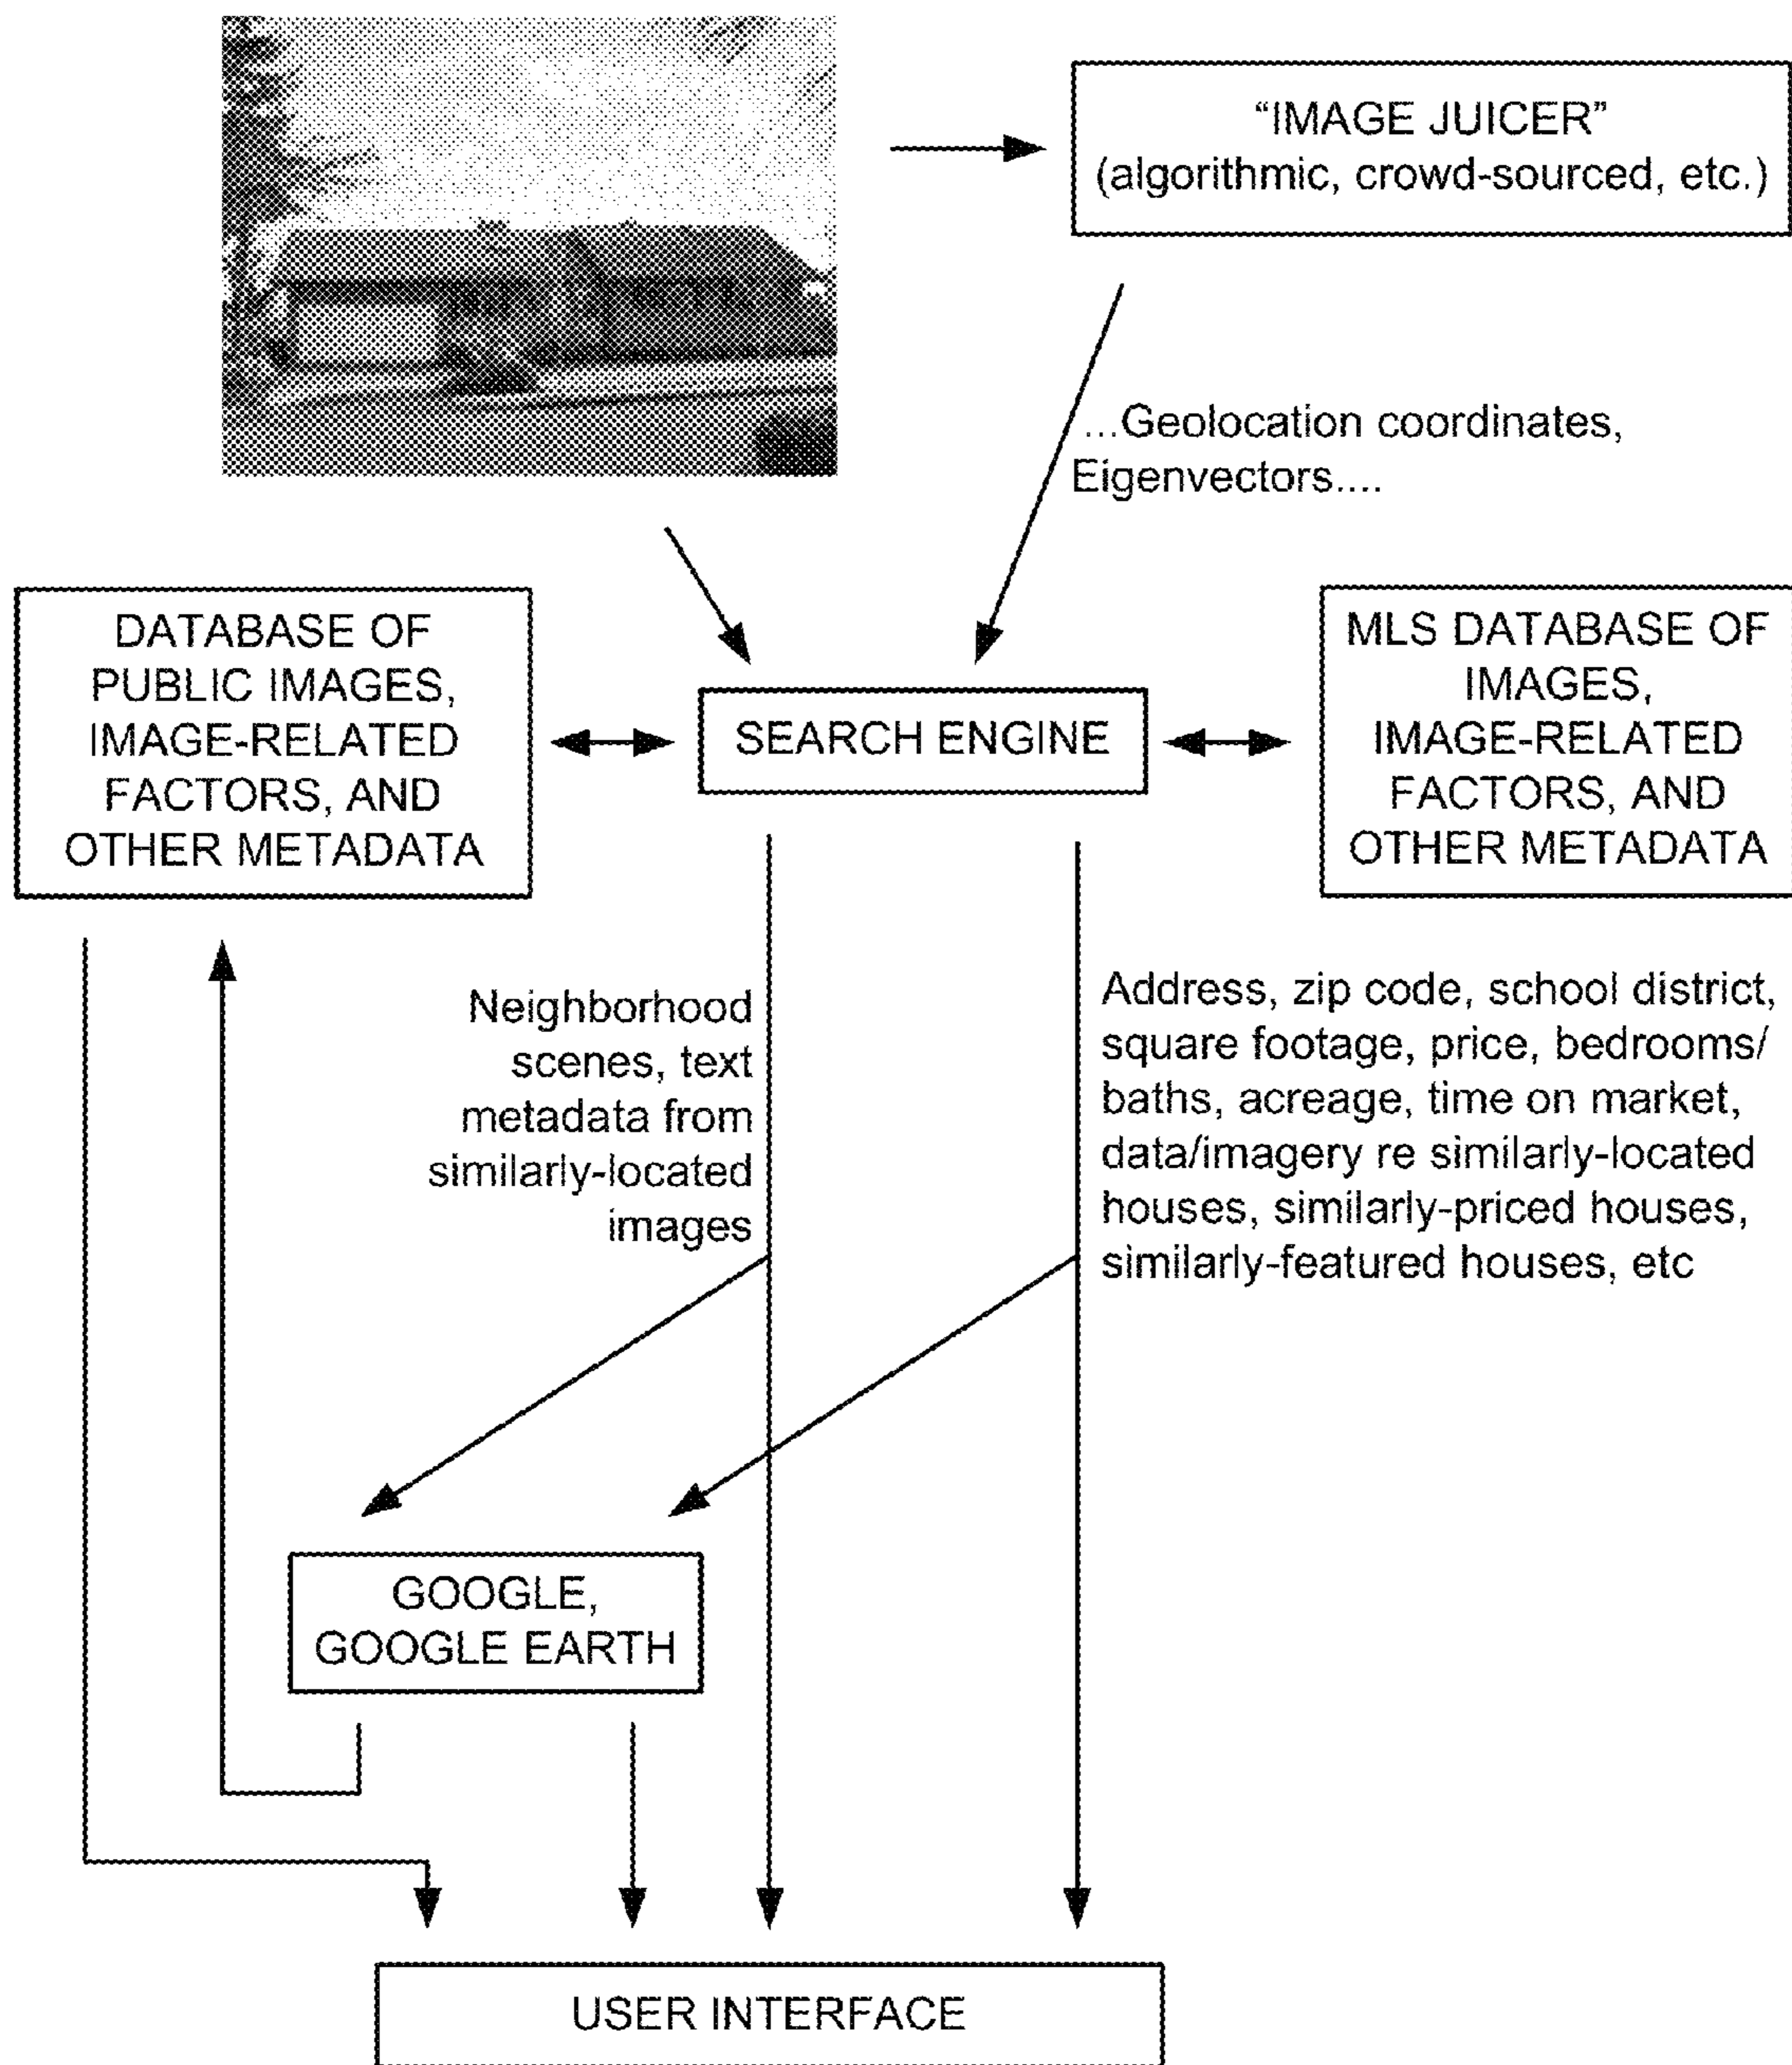 “IMAGE JUICER”
(algorithmic, crowd-sourced, etc.)
...Geolocation coordinates,
Eigenvectors....
DATABASE OF
PUBLIC IMAGES,
IMAGE-RELATED
FACTORS, AND
OTHER METADATA
SEARCH ENGINE
MLS DATABASE OF
IMAGES,
IMAGE-RELATED
FACTORS, AND
OTHER METADATA
Neighborhood
scenes, text
metadata from
similarly-located
images
Address, zip code, school district,
square footage, price, bedrooms/
baths, acreage, time on market,
data/imagery re similarly-located
houses, similarly-priced houses,
similarly-featured houses, etc
GOOGLE,
GOOGLE EARTH
USER INTERFACE